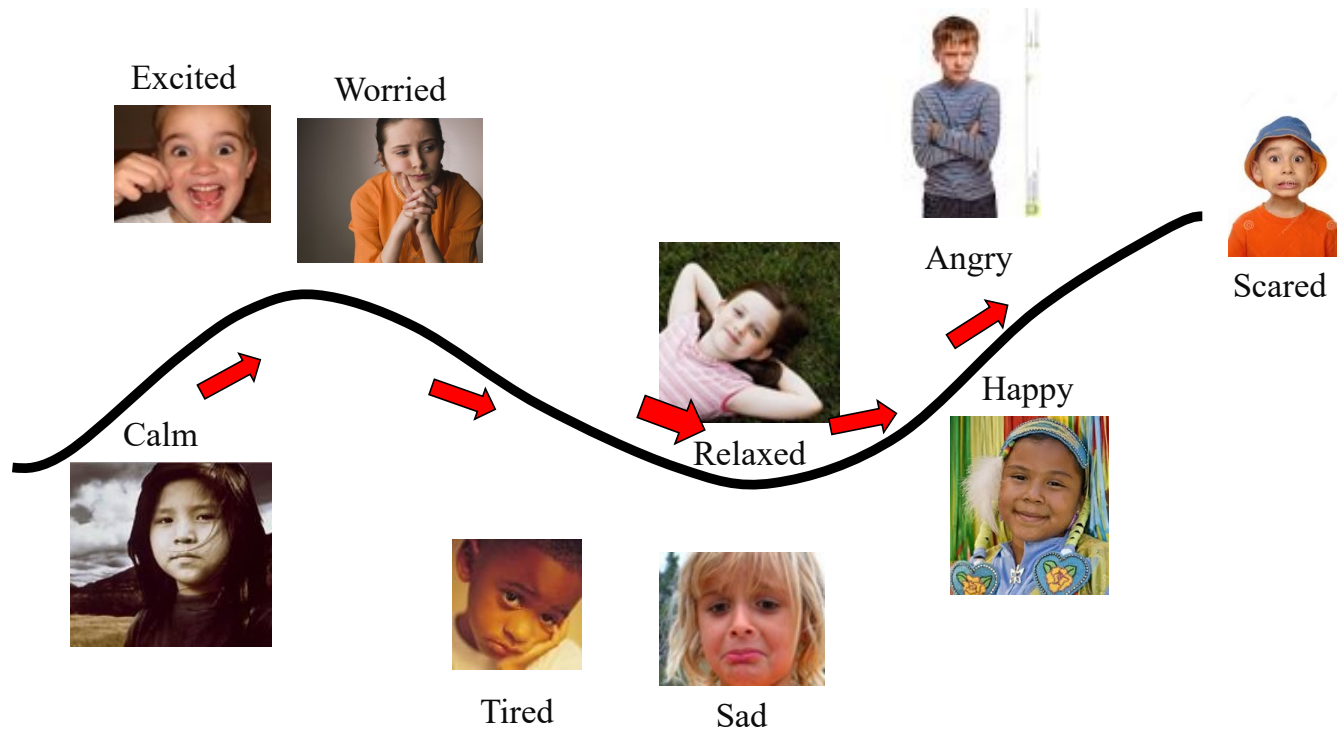 Excited
Worried
Angry
Scared
Happy
Calm
Relaxed
Tired
Sad